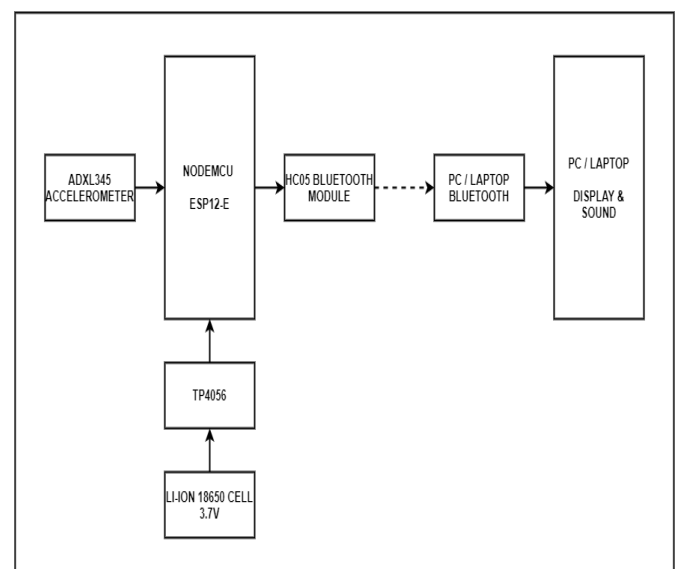 ADXL345
ACCELEROMETER
NODEMCU
ESP12-E
HC05 BLUETOOTH
MODULE
PC / LAPTOP
BLUETOOTH
PC / LAPTOP
DISPLAY &
SOUND
TP4056
LI-ION 18650 CELL
3.7V